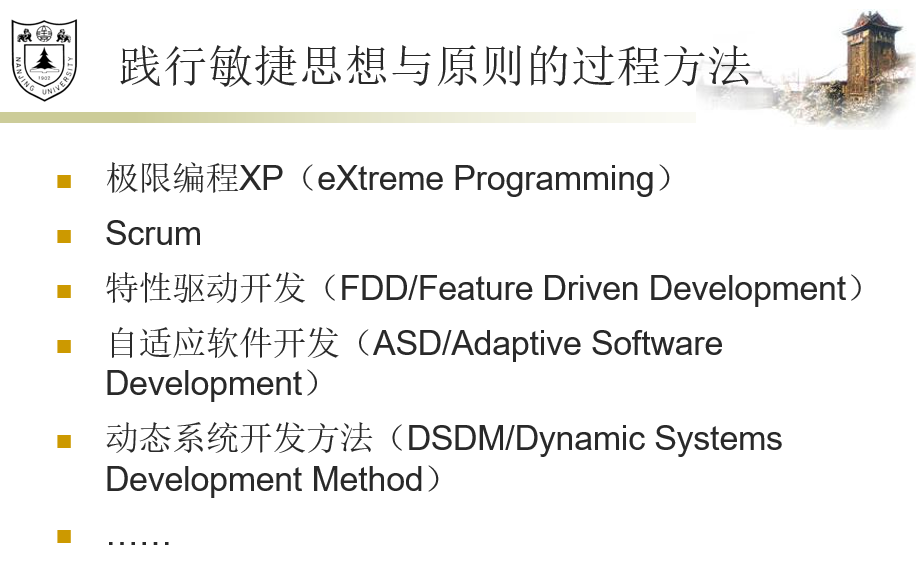 NANJING UNIVERSITY
1902
践行敏捷思想与原则的过程方法
极限编程XP（eXtreme Programming）
Scrum
特性驱动开发（FDD/Feature Driven Development）
自适应软件开发（ASD/Adaptive Software
Development）
动态系统开发方法（DSDM/Dynamic Systems
Development Method）
……